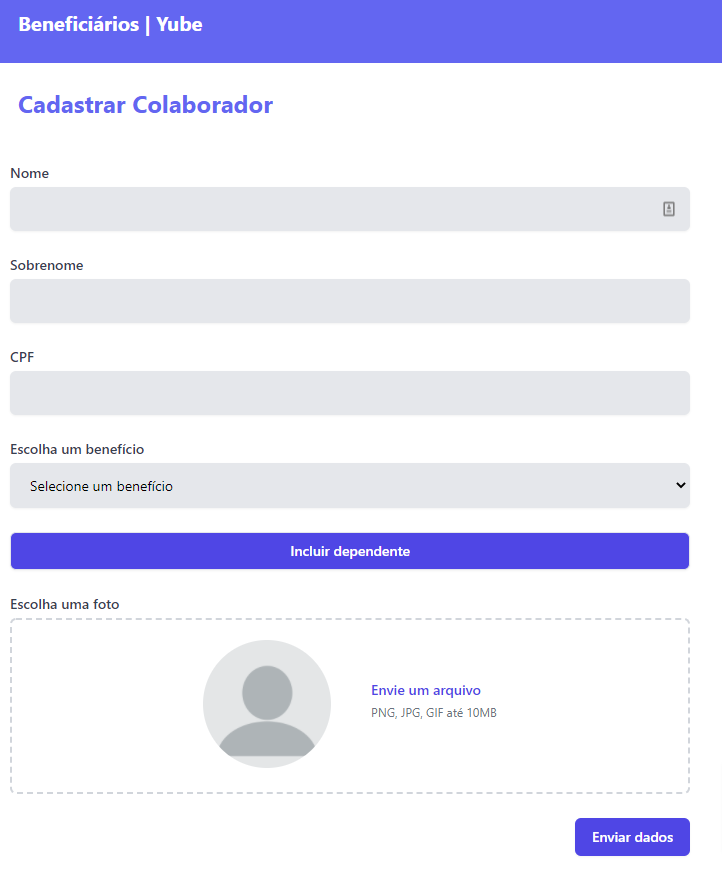 Beneficiários | Yube
Cadastrar Colaborador
Nome
Sobrenome
CPF
Escolha um benefício
Selecione um benefício
Incluir dependente
Escolha uma foto
Envie um arquivo
PNG, JPG, GIF até 10MB
Enviar dados